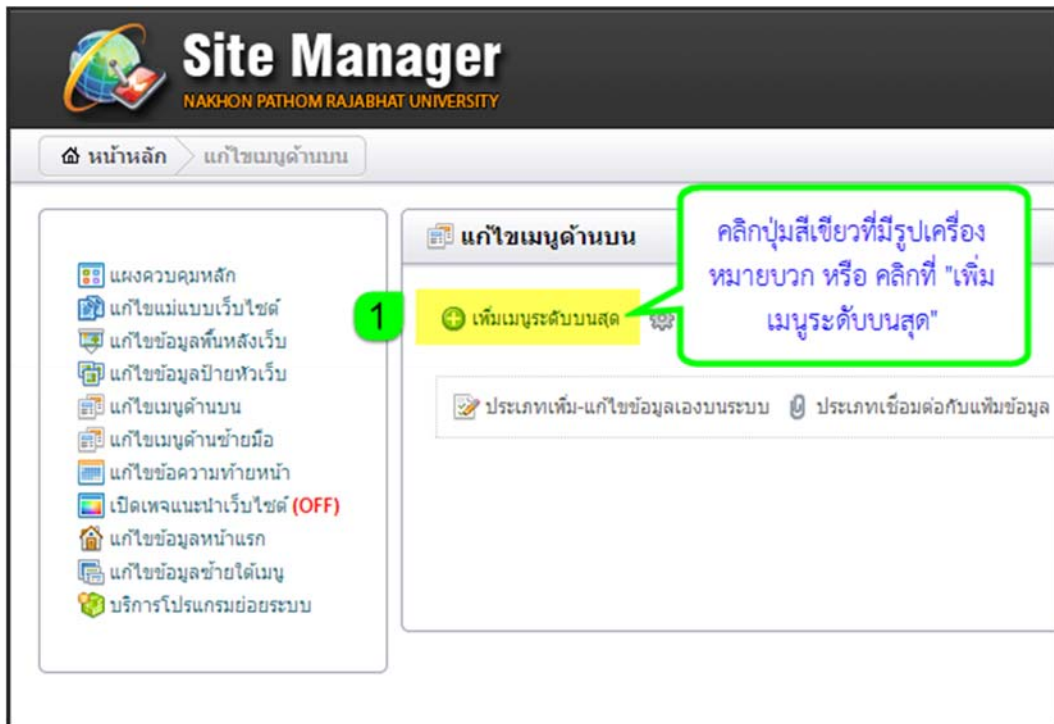 Site Manager
NAKHON PATHOM RAJABHAT UNIVERSITY
หน้าหลัก
แก้ไขเมนูด้านบน
แผงควบคุมหลัก
แก้ไขแม่แบบเว็บไซต์
แก้ไขข้อมูลพื้นหลังเว็บ
แก้ไขข้อมูลป้ายหัวเว็บ
แก้ไขเมนูด้านบน
แก้ไขเมนูด้านซ้ายมือ
แก้ไขข้อความท้ายหน้า
เปิดเพจแนะนำเว็บไซต์ (OFF)
แก้ไขข้อมูลหน้าแรก
แก้ไขข้อมูลซ้ายใต้เมนู
บริการโปรแกรมย่อยระบบ
แก้ไขเมนูด้านบน
คลิกปุ่มสีเขียวที่มีรูปเครื่อง
หมายบวก หรือ คลิกที่ "เพิ่ม
เมนูระดับบนสุด"
1
เพิ่มเมนูระดับบนสุด
ประเภทเพิ่ม-แก้ไขข้อมูลเองบนระบบ ประเภทเชื่อมต่อกับแฟ้มข้อมูล